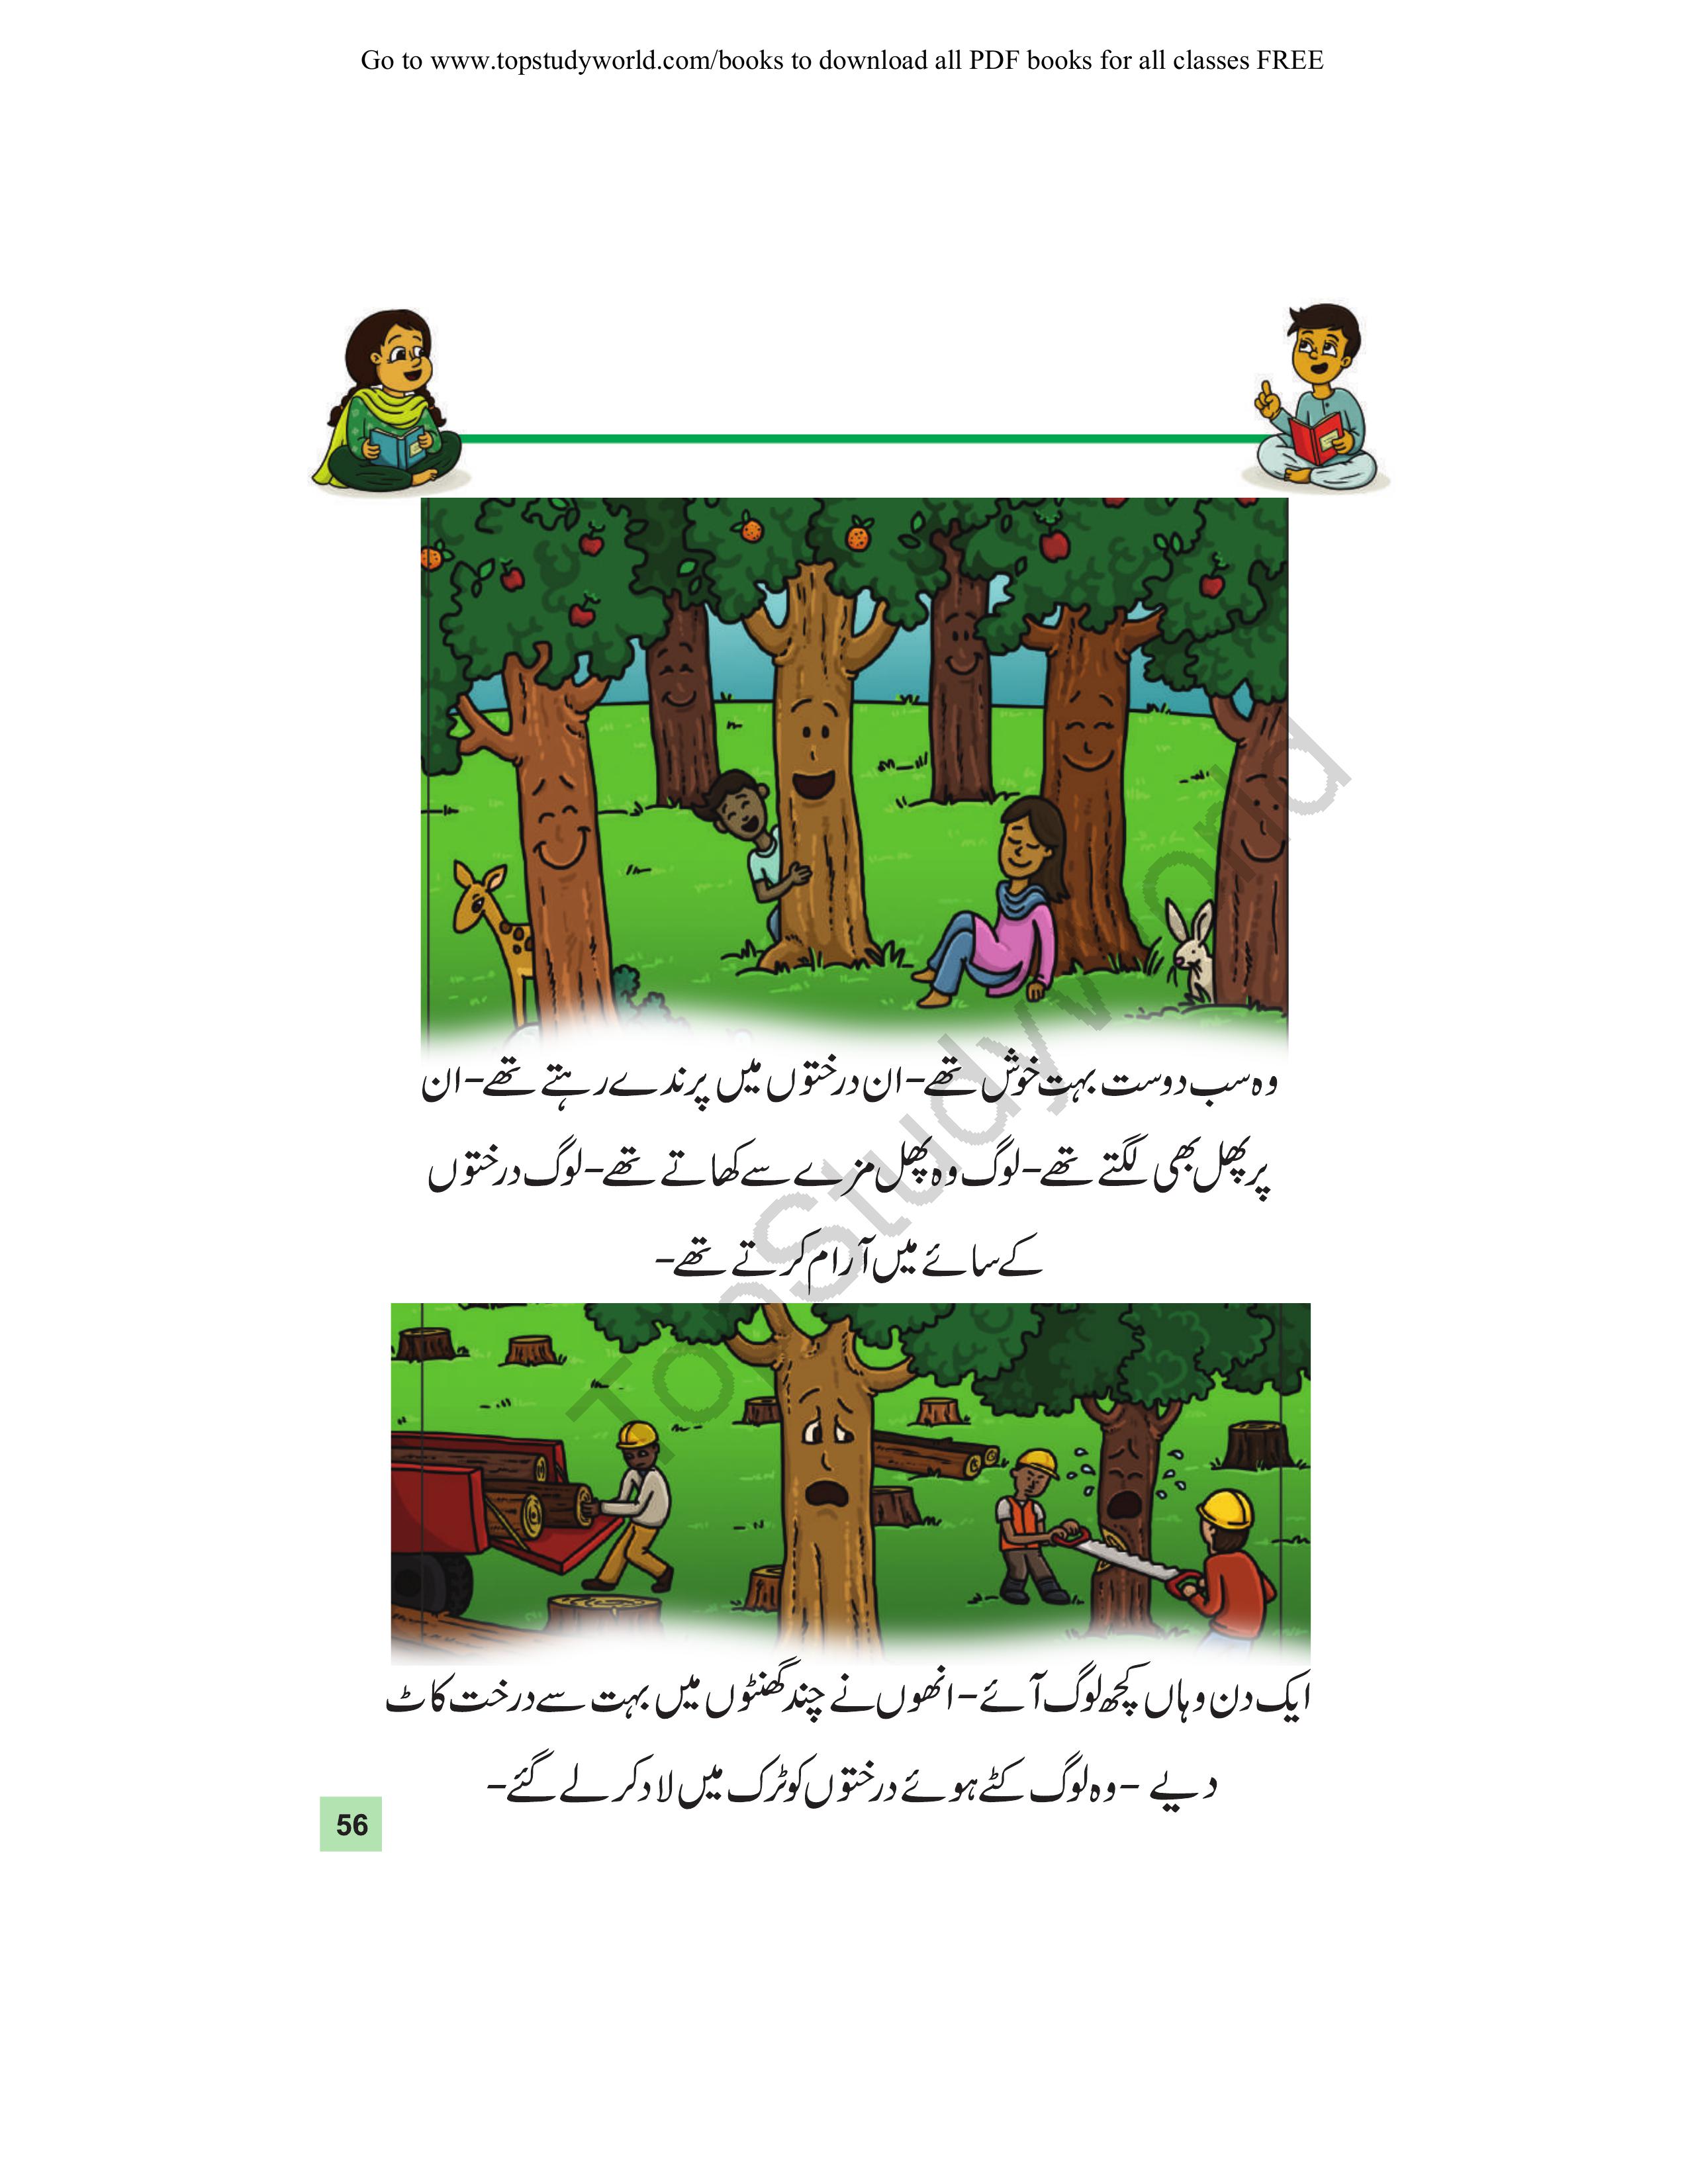 Go to www.topstudyworld.com/books to download all PDF books for all classes FREE
وہ سب دوست بہت خوش تھے۔ ان درختوں میں پرندے رہتے تھے۔ ان
پر پھل بھی لگتے تھے۔ لوگ وہ پھل مزے سے کھاتے تھے۔ لوگ درختوں
کے سائے میں آرام کرتے تھے۔
ایک دن وہاں کچھ لوگ آئے۔ انھوں نے چند گھنٹوں میں بہت سے درخت کاٹ
دیے ۔ وہ لوگ کٹے ہوئے درختوں کو ٹرک میں لاد کر لے گئے۔
56
TopStudyworld